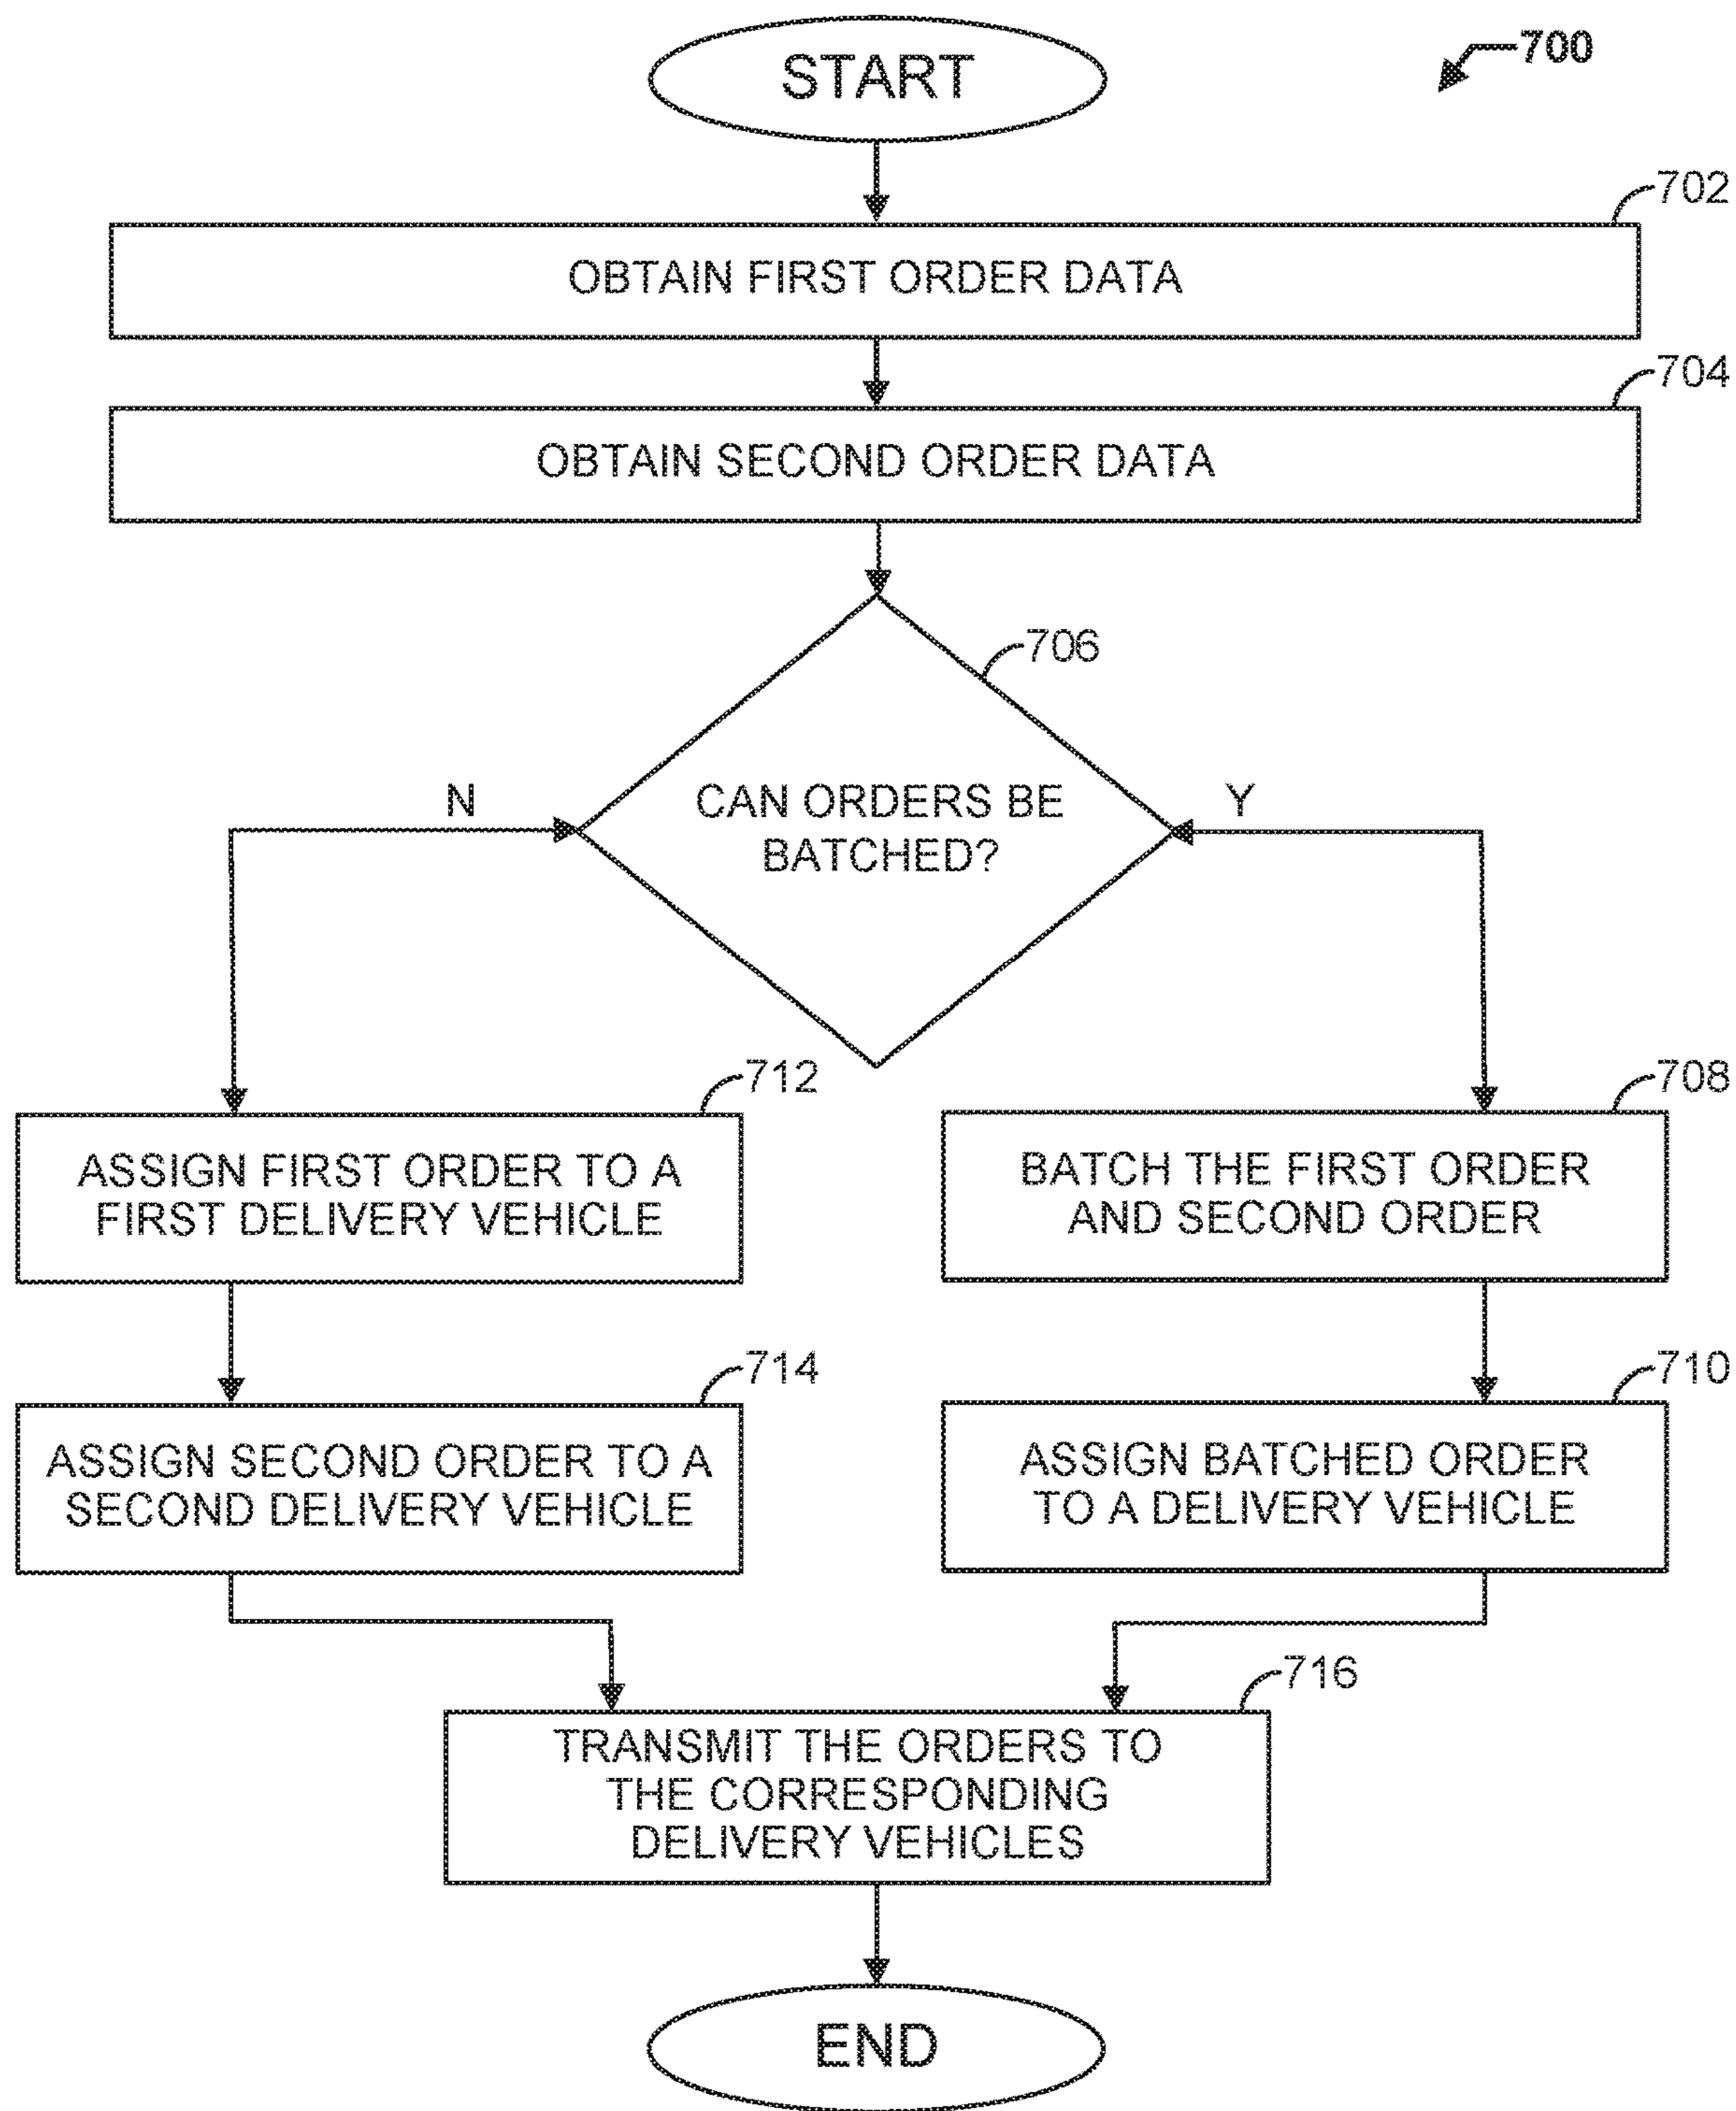 START
700
702
OBTAIN FIRST ORDER DATA
704
OBTAIN SECOND ORDER DATA
706
CAN ORDERS BE
BATCHED?
N
Y
712
ASSIGN FIRST ORDER TO A
FIRST DELIVERY VEHICLE
708
BATCH THE FIRST ORDER
AND SECOND ORDER
714
ASSIGN SECOND ORDER TO A
SECOND DELIVERY VEHICLE
710
ASSIGN BATCHED ORDER
TO A DELIVERY VEHICLE
716
TRANSMIT THE ORDERS TO
THE CORRESPONDING
DELIVERY VEHICLES
END